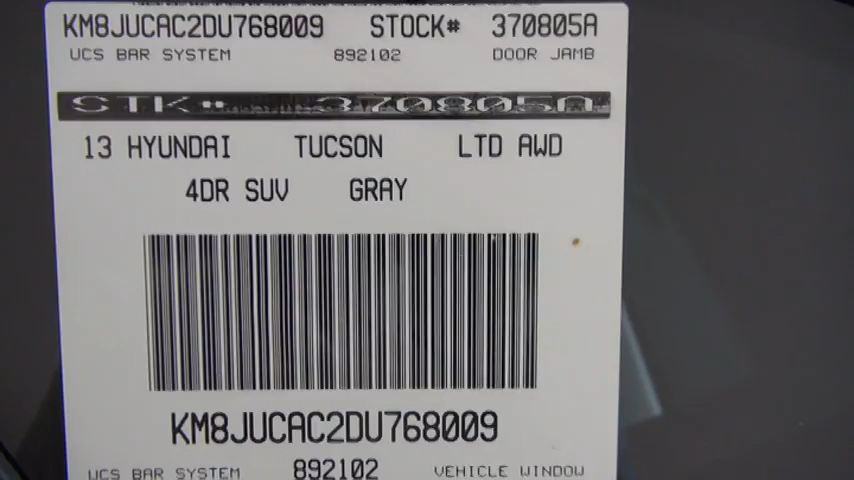 KM8JUCAC2DU768009 STOCK# 370805A
UCS BAR SYSTEM 892102 DOOR JAMB
STK# 370805A
13 HYUNDAI TUCSON LTD AWD
4DR SUV GRAY
KM8JUCAC2DU768009
UCS BAR SYSTEM 892102 VEHICLE WINDOW